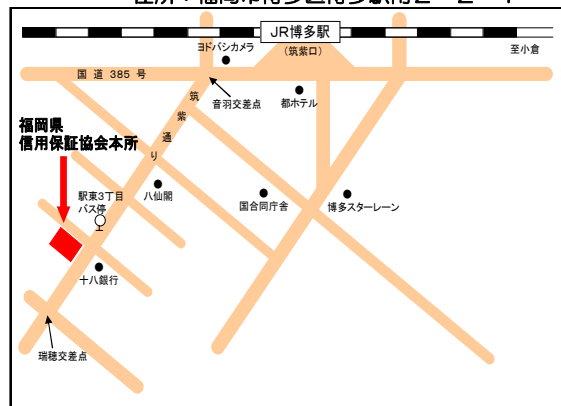 JR博多駅
(筑紫口)
ヨドバシカメラ
至小倉
国道385号
音羽交差点
都ホテル
筑紫通り
福岡県
信用保証協会本所
駅東3丁目
バス停
八仙閣
国合同庁舎
博多スターレーン
十八銀行
瑞穂交差点